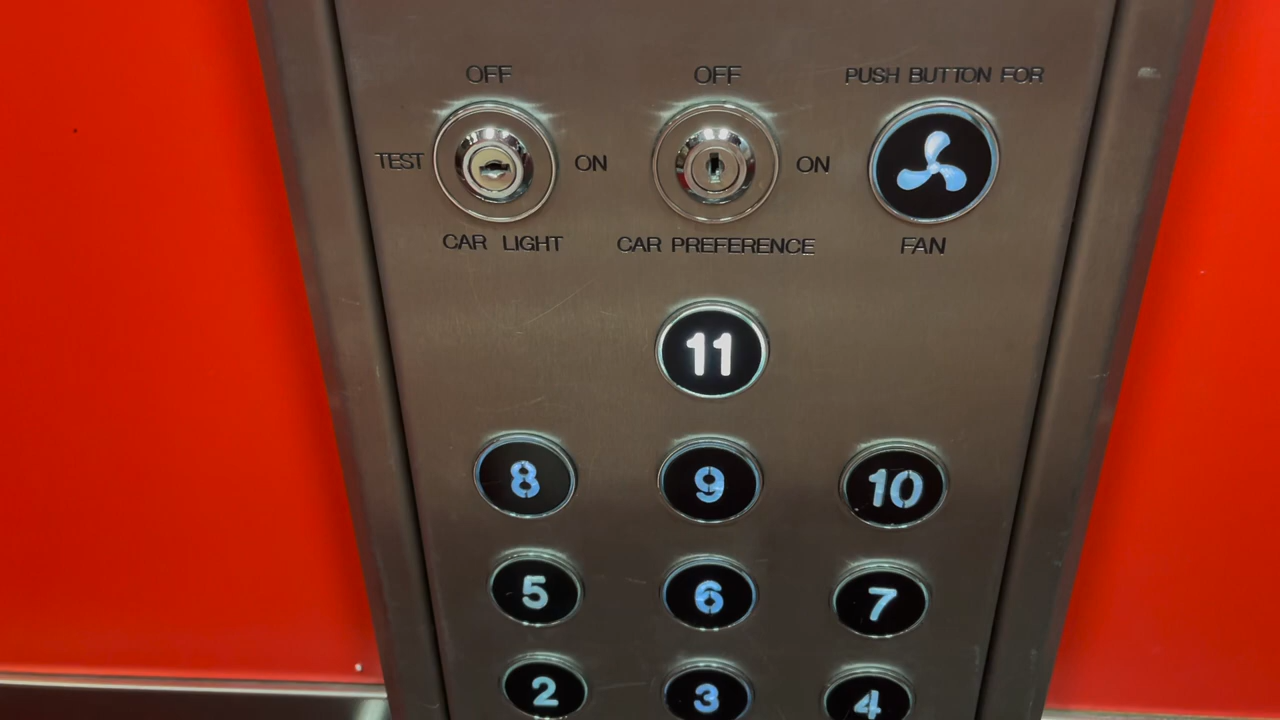 OFF OFF PUSH BUTTON FOR
TEST ON ON
CAR LIGHT CAR PREFERENCE FAN
11
8 9 10
5 6 7
2 3 4